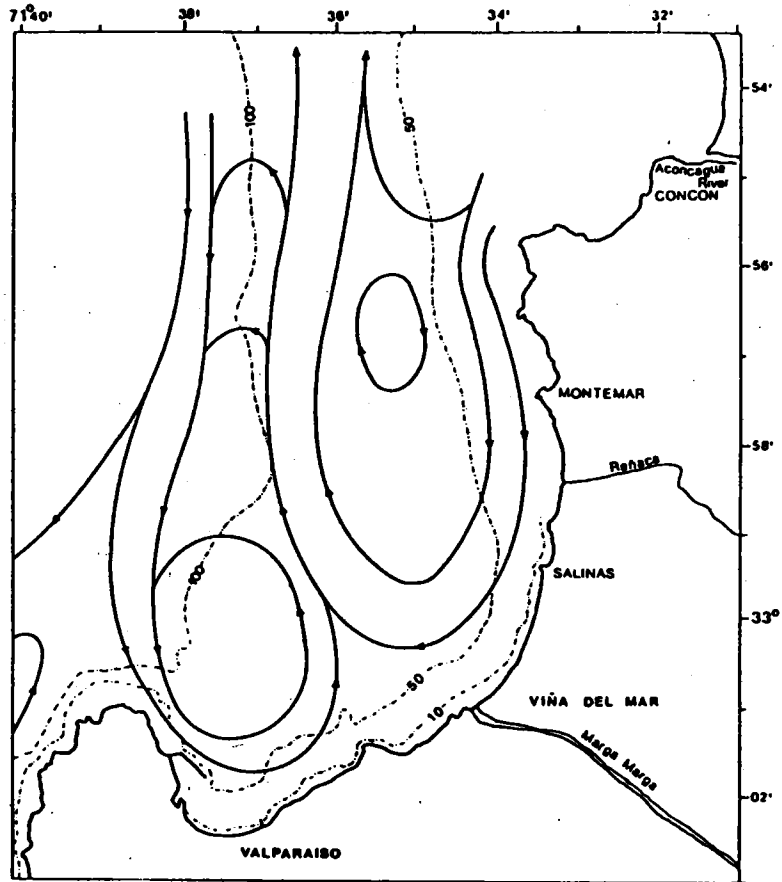 71°40'
38'
36'
34'
32'
54'
100
50
Aconcagua
River
CONCON
56'
MONTEMAR
58'
Reñaca
100
SALINAS
33°
50
VIÑA DEL MAR
10
Marga Marga
02'
VALPARAISO